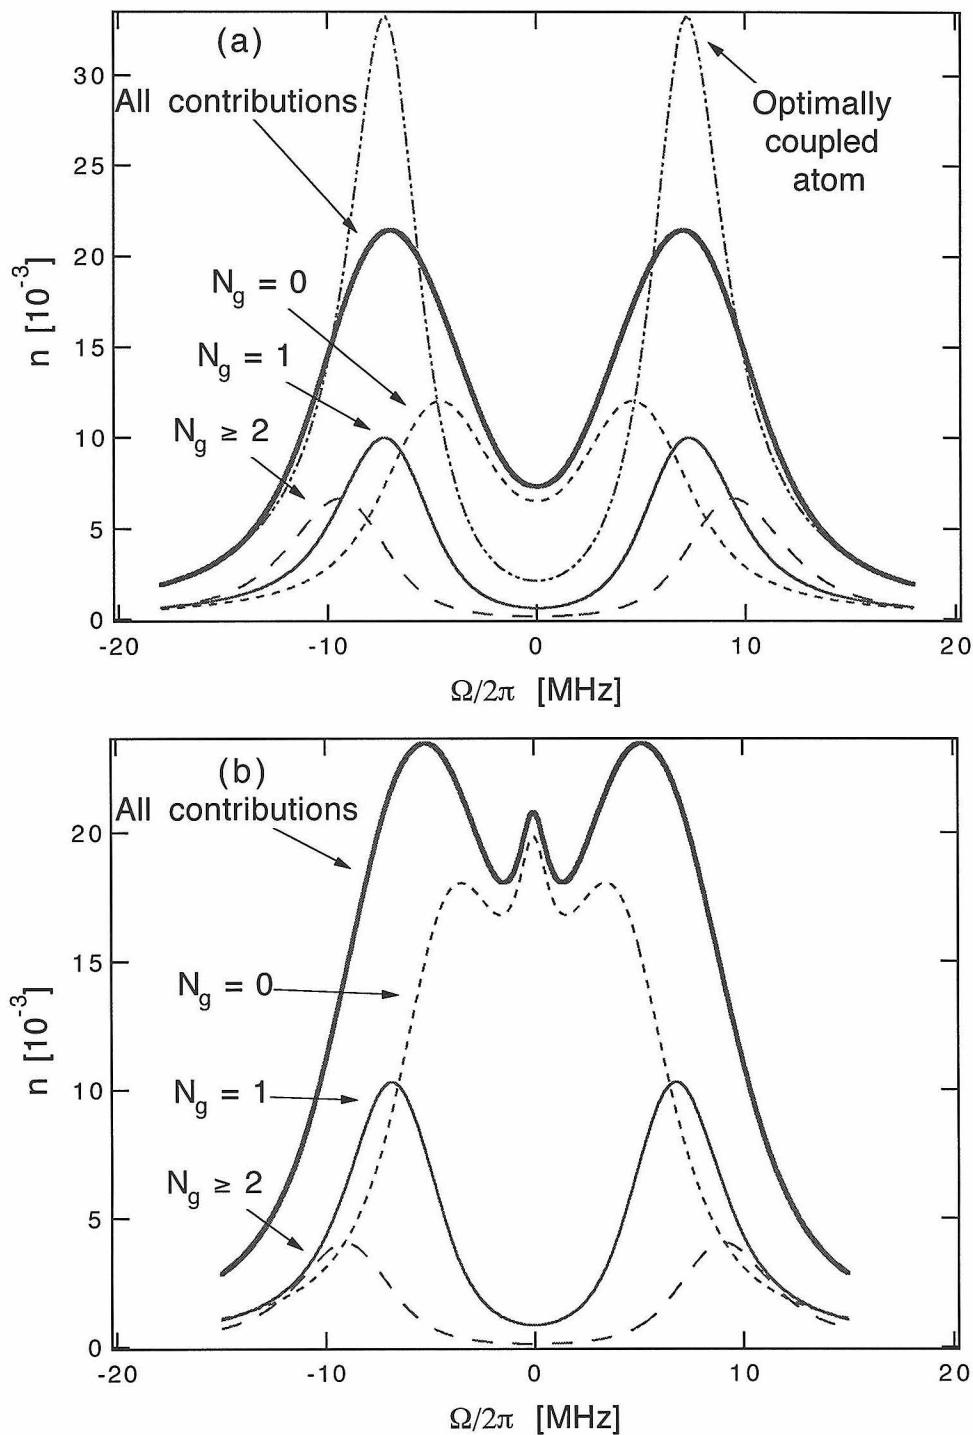 (a)
All contributions
Optimally
coupled
atom
N_g = 0
N_g = 1
N_g ≥ 2
30
25
20
15
10
5
0
n [10^-3]
-20 -10 0 10 20
Ω/2π [MHz]
(b)
All contributions
N_g = 0
N_g = 1
N_g ≥ 2
20
15
10
5
0
n [10^-3]
-20 -10 0 10 20
Ω/2π [MHz]